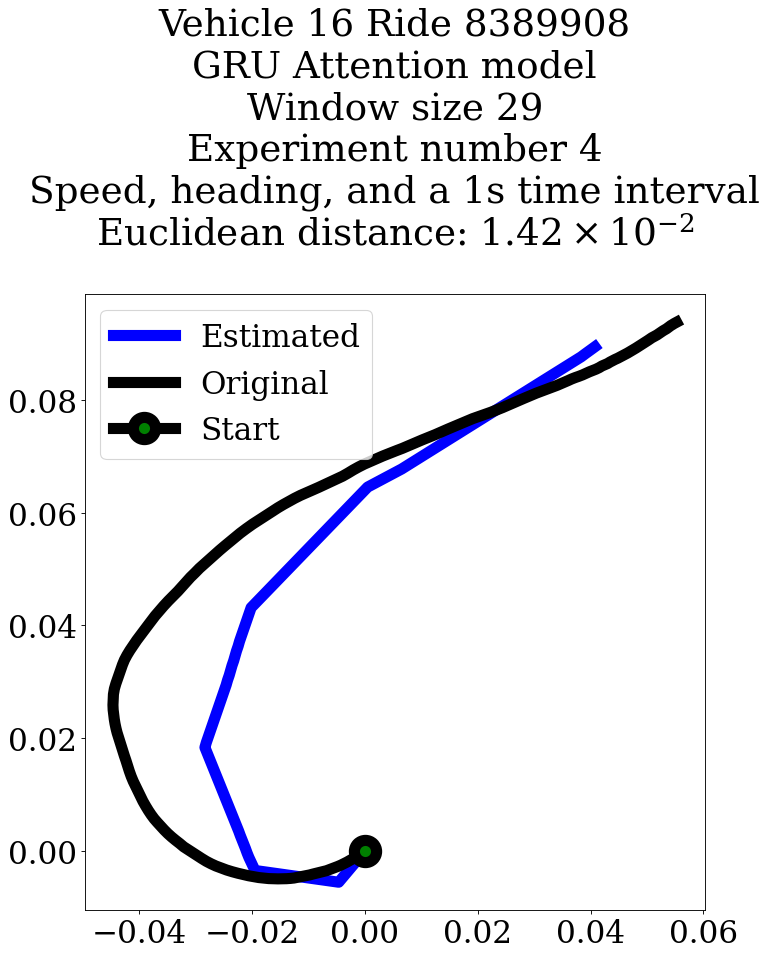 Vehicle 16 Ride 8389908
GRU Attention model
Window size 29
Experiment number 4
Speed, heading, and a 1s time interval
Euclidean distance: 1.42 × 10⁻²
Estimated
Original
Start
0.08
0.06
0.04
0.02
0.00
−0.04 −0.02 0.00 0.02 0.04 0.06